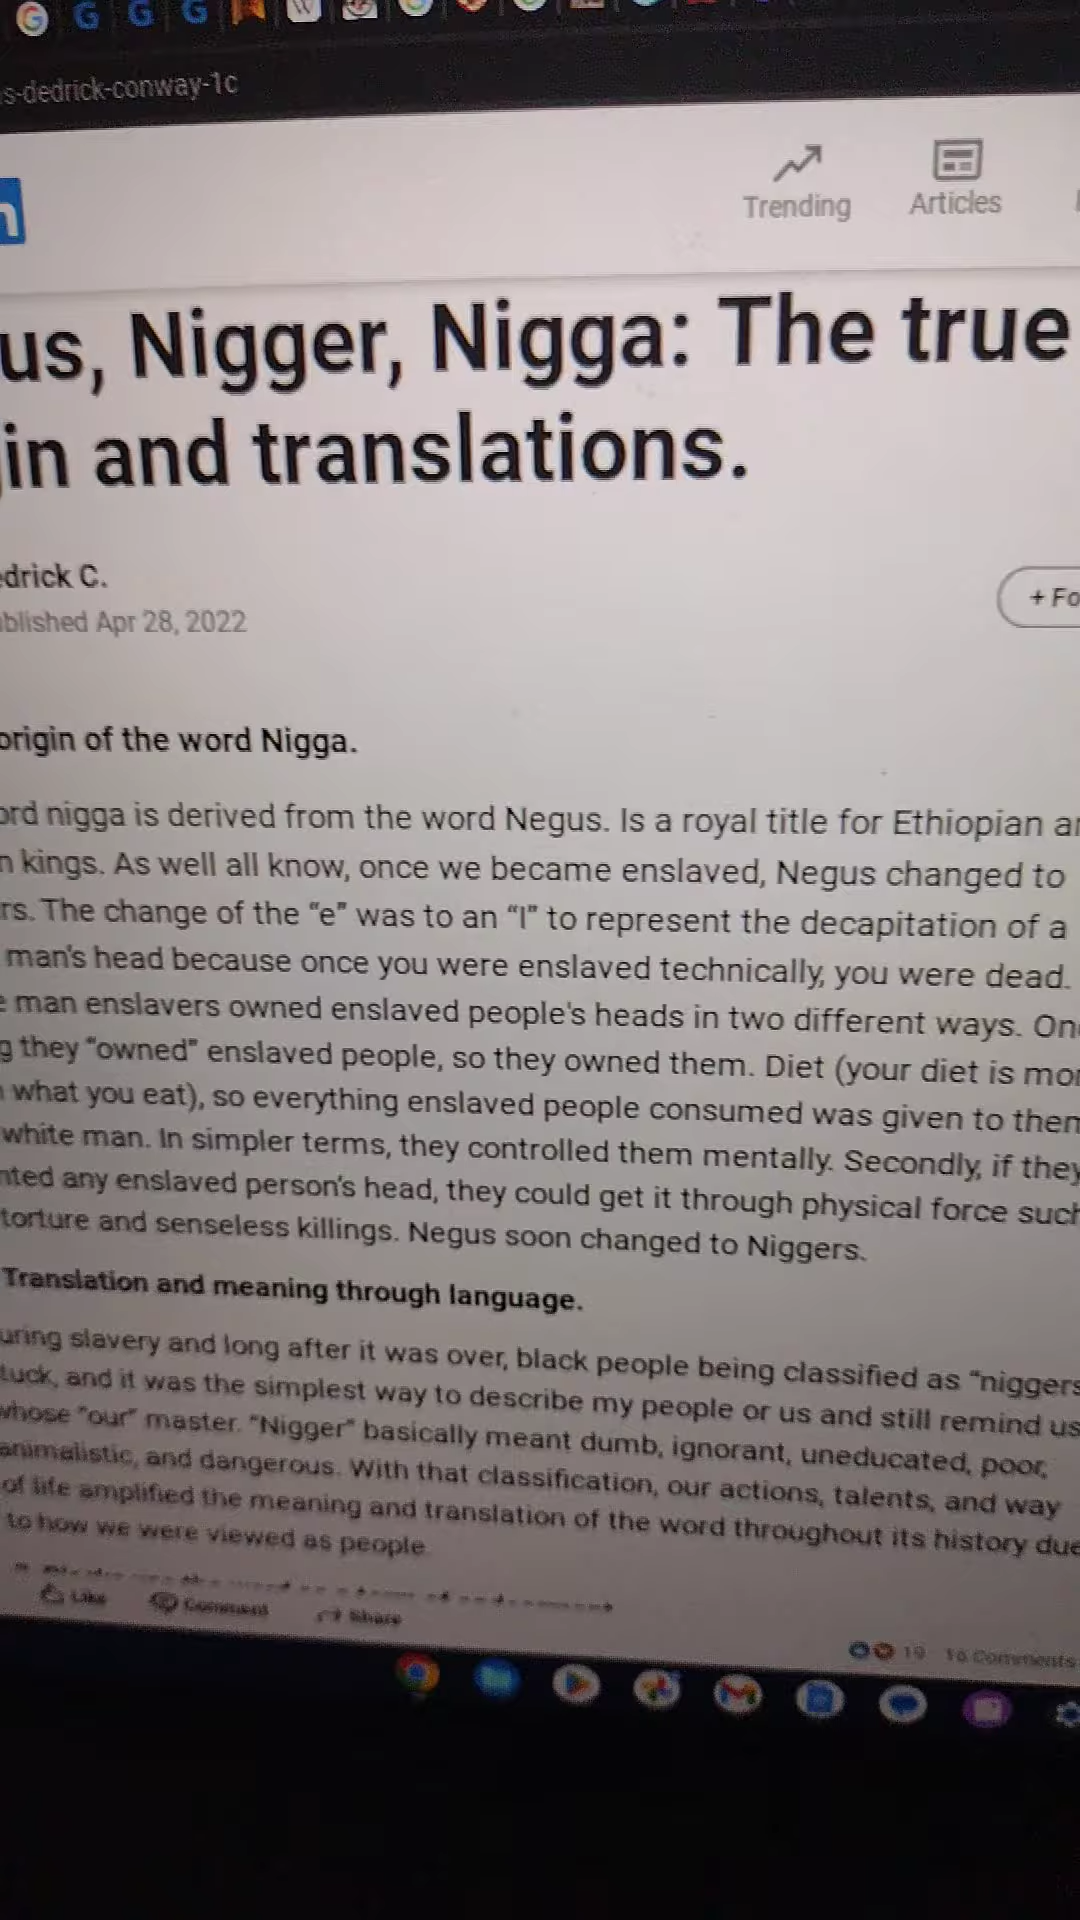 s-dedrick-conway-1c
Trending
Articles
us, Nigger, Nigga: The true
in and translations.
edrick C.
blished Apr 28, 2022
+ Fo
origin of the word Nigga.
ord nigga is derived from the word Negus. Is a royal title for Ethiopian a
n kings. As well all know, once we became enslaved, Negus changed to
rs. The change of the “e” was to an “I” to represent the decapitation of a
man's head because once you were enslaved technically, you were dead.
e man enslavers owned enslaved people's heads in two different ways. On
g they “owned” enslaved people, so they owned them. Diet (your diet is mor
what you eat), so everything enslaved people consumed was given to them
white man. In simpler terms, they controlled them mentally. Secondly, if they
nted any enslaved person's head, they could get it through physical force such
torture and senseless killings. Negus soon changed to Niggers.
Translation and meaning through language.
uring slavery and long after it was over, black people being classified as “niggers
tuck, and it was the simplest way to describe my people or us and still remind us
whose “our” master. “Nigger” basically meant dumb, ignorant, uneducated, poor,
animalistic, and dangerous. With that classification, our actions, talents, and way
of life amplified the meaning and translation of the word throughout its history due
to how we were viewed as people.
Like Comment Share
19 16 Comments